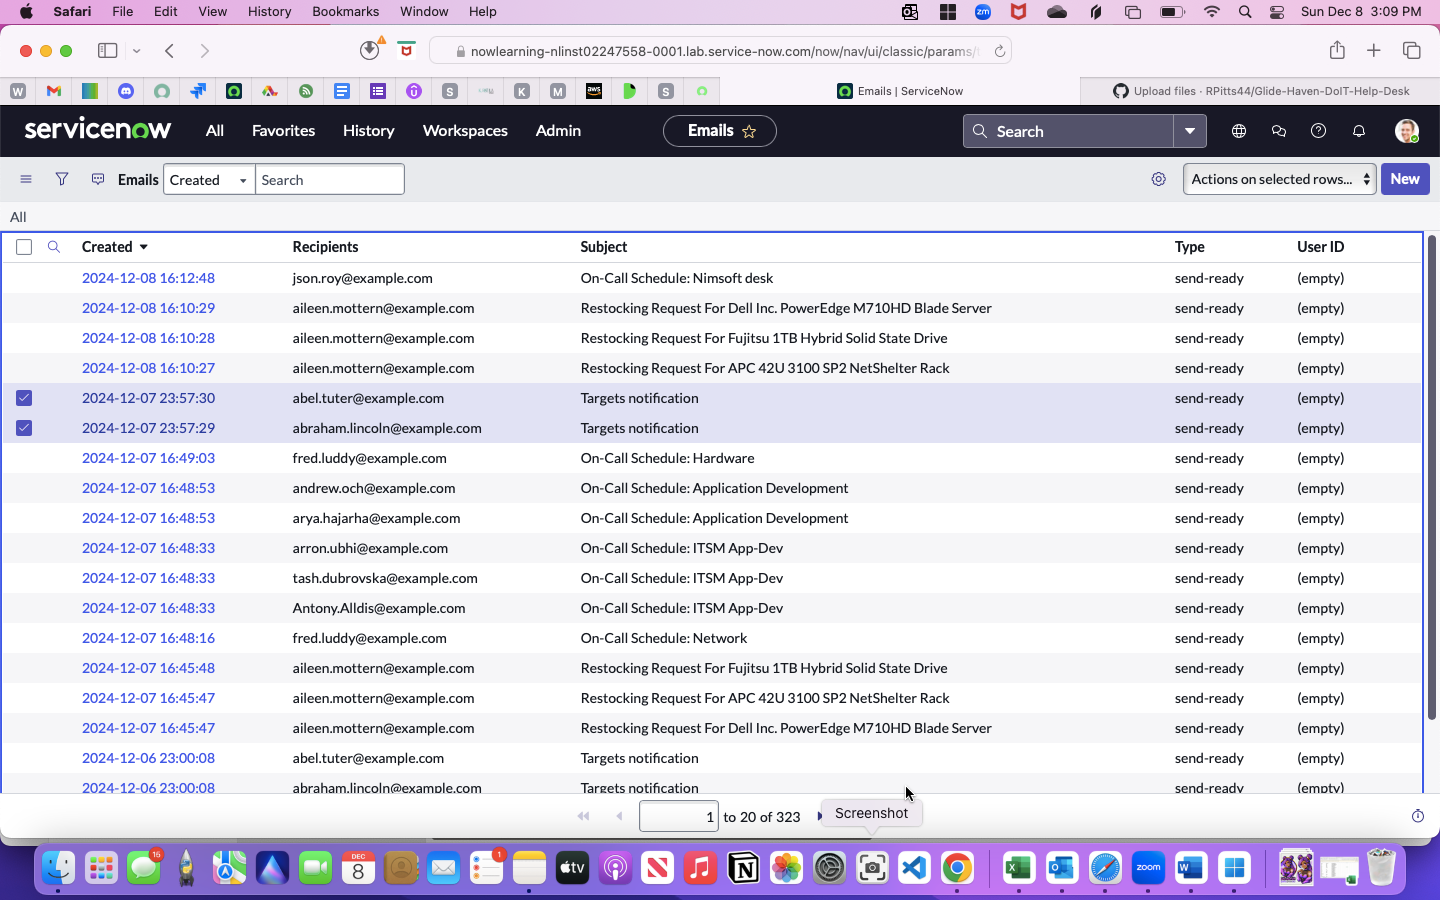 Safari File Edit View History Bookmarks Window Help zm Sun Dec 8 3:09 PM
nowlearning-nlinst02247558-0001.lab.service-now.com/now/nav/ui/classic/params/
W S K M aws S Emails | ServiceNow Upload files · RPitts44/Glide-Haven-DoIT-Help-Desk
servicenow All Favorites History Workspaces Admin Emails Search
Emails Created Search Actions on selected rows... New
All
Created Recipients Subject Type User ID
2024-12-08 16:12:48 json.roy@example.com On-Call Schedule: Nimsoft desk send-ready (empty)
2024-12-08 16:10:29 aileen.mottern@example.com Restocking Request For Dell Inc. PowerEdge M710HD Blade Server send-ready (empty)
2024-12-08 16:10:28 aileen.mottern@example.com Restocking Request For Fujitsu 1TB Hybrid Solid State Drive send-ready (empty)
2024-12-08 16:10:27 aileen.mottern@example.com Restocking Request For APC 42U 3100 SP2 NetShelter Rack send-ready (empty)
2024-12-07 23:57:30 abel.tuter@example.com Targets notification send-ready (empty)
2024-12-07 23:57:29 abraham.lincoln@example.com Targets notification send-ready (empty)
2024-12-07 16:49:03 fred.luddy@example.com On-Call Schedule: Hardware send-ready (empty)
2024-12-07 16:48:53 andrew.och@example.com On-Call Schedule: Application Development send-ready (empty)
2024-12-07 16:48:53 arya.hajarha@example.com On-Call Schedule: Application Development send-ready (empty)
2024-12-07 16:48:33 arron.ubhi@example.com On-Call Schedule: ITSM App-Dev send-ready (empty)
2024-12-07 16:48:33 tash.dubrovska@example.com On-Call Schedule: ITSM App-Dev send-ready (empty)
2024-12-07 16:48:33 Antony.Alldis@example.com On-Call Schedule: ITSM App-Dev send-ready (empty)
2024-12-07 16:48:16 fred.luddy@example.com On-Call Schedule: Network send-ready (empty)
2024-12-07 16:45:48 aileen.mottern@example.com Restocking Request For Fujitsu 1TB Hybrid Solid State Drive send-ready (empty)
2024-12-07 16:45:47 aileen.mottern@example.com Restocking Request For APC 42U 3100 SP2 NetShelter Rack send-ready (empty)
2024-12-07 16:45:47 aileen.mottern@example.com Restocking Request For Dell Inc. PowerEdge M710HD Blade Server send-ready (empty)
2024-12-06 23:00:08 abel.tuter@example.com Targets notification send-ready (empty)
2024-12-06 23:00:08 abraham.lincoln@example.com Targets notification send-ready (empty)
1 to 20 of 323 Screenshot
15 DEC 8 1 tv zoom